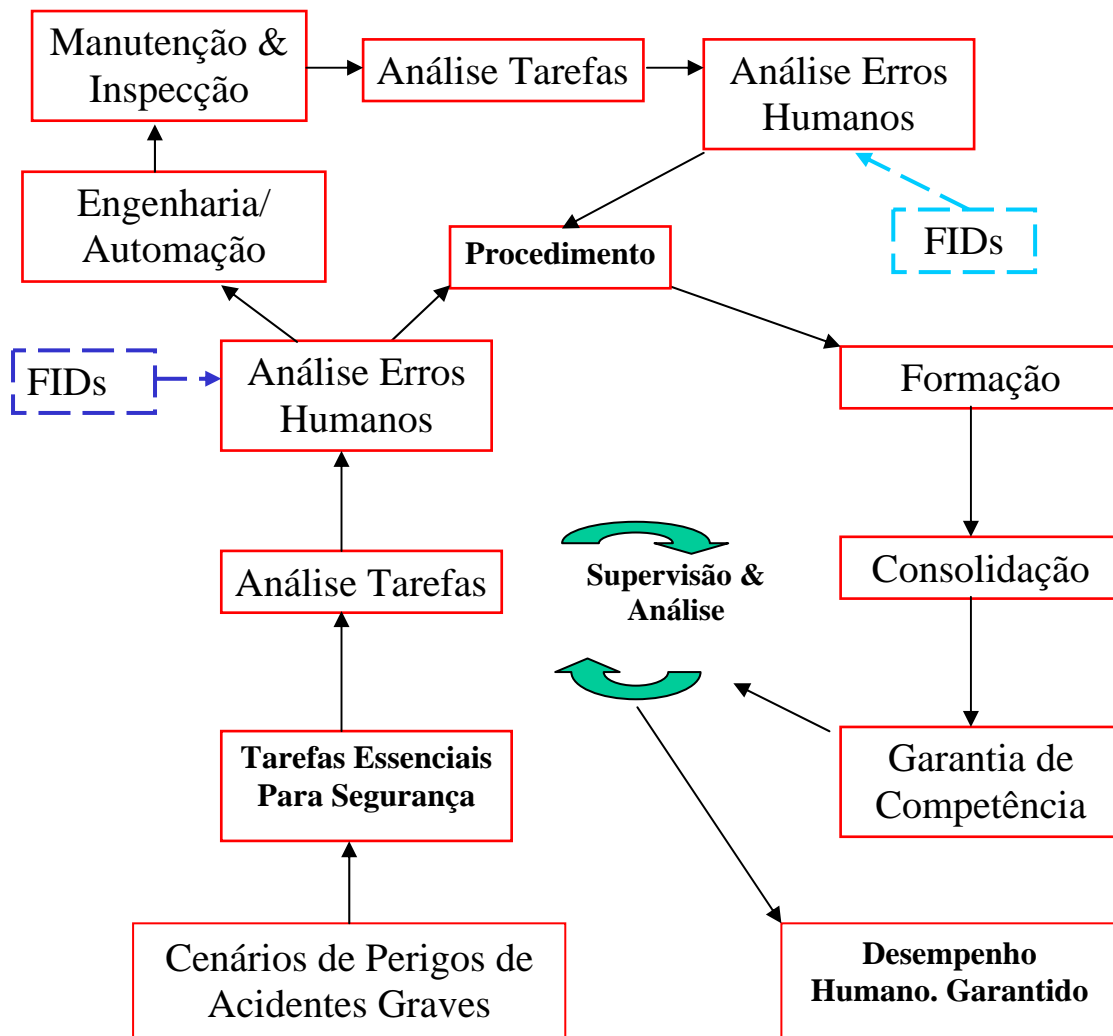 Manutenção &
Inspecção
Análise Tarefas
Análise Erros
Humanos
Engenharia/
Automação
FIDs
Procedimento
FIDs
Análise Erros
Humanos
Formação
Análise Tarefas
Supervisão &
Análise
Consolidação
Tarefas Essenciais
Para Segurança
Garantia de
Competência
Cenários de Perigos de
Acidentes Graves
Desempenho
Humano. Garantido